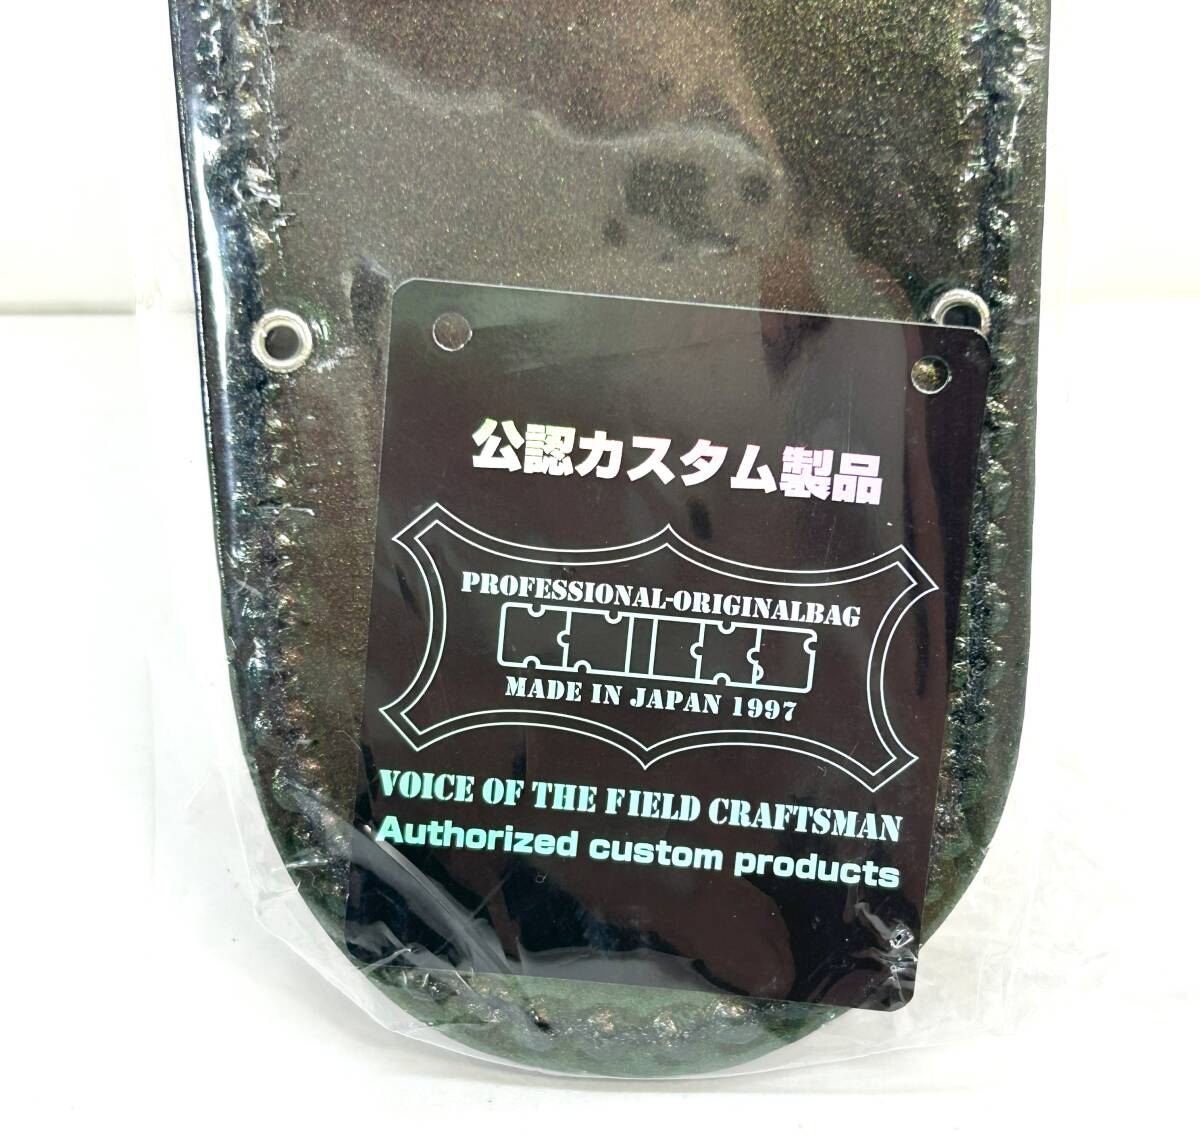 公認カスタム製品
PROFESSIONAL-ORIGINALBAG
KNICKS
MADE IN JAPAN 1997
VOICE OF THE FIELD CRAFTSMAN
Authorized custom products